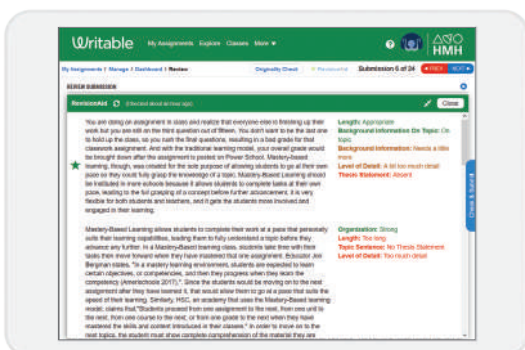 Writable My Assignments Explore Classes More ▾ HMH
My Assignments / Manage / Dashboard / Review Originality Check RevisionAid Submission 6 of 24 ◂ PREV NEXT ▸
REVIEW SUBMISSION
RevisionAid (Checked about an hour ago) Close
You are doing an assignment in class and realize that everyone else is finishing up their
work but you are still on the third question out of fifteen. You don't want to be the last one
to hold up the class, so you rush the final questions, resulting in a bad grade for that
classwork assignment. And with the traditional learning model, your overall grade would
be brought down after the assignment is posted on Power School. Mastery-based
learning, though, was created for the sole purpose of allowing students to go at their own
pace so they could fully grasp the knowledge of a topic. Mastery-Based Learning should
be instituted in more schools because it allows students to complete tasks at their own
pace, leading to the full grasping of a concept before further advancement, it is very
flexible for both students and teachers, and it gets the students more involved and
engaged in their learning.
Length: Appropriate
Background Information On Topic: On
topic
Background Information: Needs a little
more
Level of Detail: A bit too much detail
Thesis Statement: Absent
Check & Submit
Mastery-Based Learning allows students to complete their work at a pace that personally
suits their learning capabilities, leading them to fully understand a topic before they
advance any further. In a Mastery-Based learning class, students take time with their
tasks then move forward when they have mastered that one assignment. Educator Jon
Bergman states, "In a mastery learning environment, students are expected to learn
certain objectives, or competencies, and then they progress when they learn the
competency (Amerischools 2017).". Since the students would be moving on to the next
assignment after they have learned it, that would allow them to go at a pace that suits the
speed of their learning. Similarly, HSC, an academy that uses the Mastery-Based learning
model, claims that,"Students proceed from one assignment to the next, from one unit to
the next, from one course to the next, or from one grade to the next when they have
mastered the skills and content introduced in their classes." In order to move on to the
next topics, the student must show complete comprehension of the material they are
Organization: Strong
Length: Too long
Topic Sentence: No Thesis Statement
Level of Detail: Too much detail